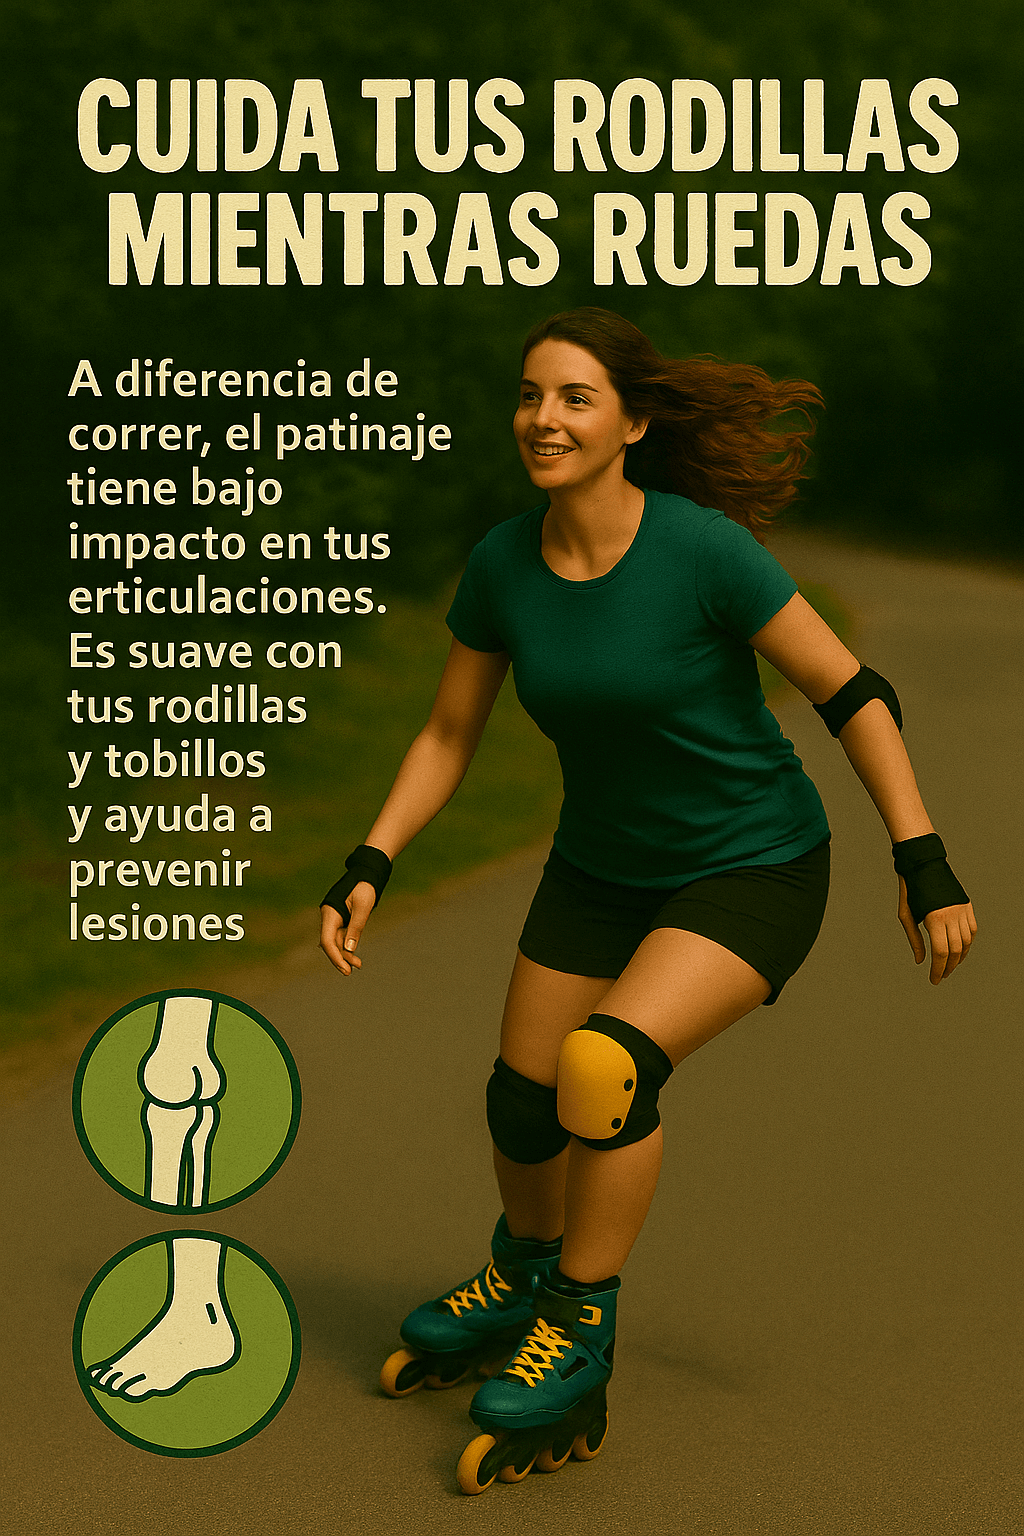 CUIDA TUS RODILLAS
MIENTRAS RUEDAS
A diferencia de
correr, el patinaje
tiene bajo
impacto en tus
erticulaciones.
Es suave con
tus rodillas
y tobillos
y ayuda a
prevenir
lesiones